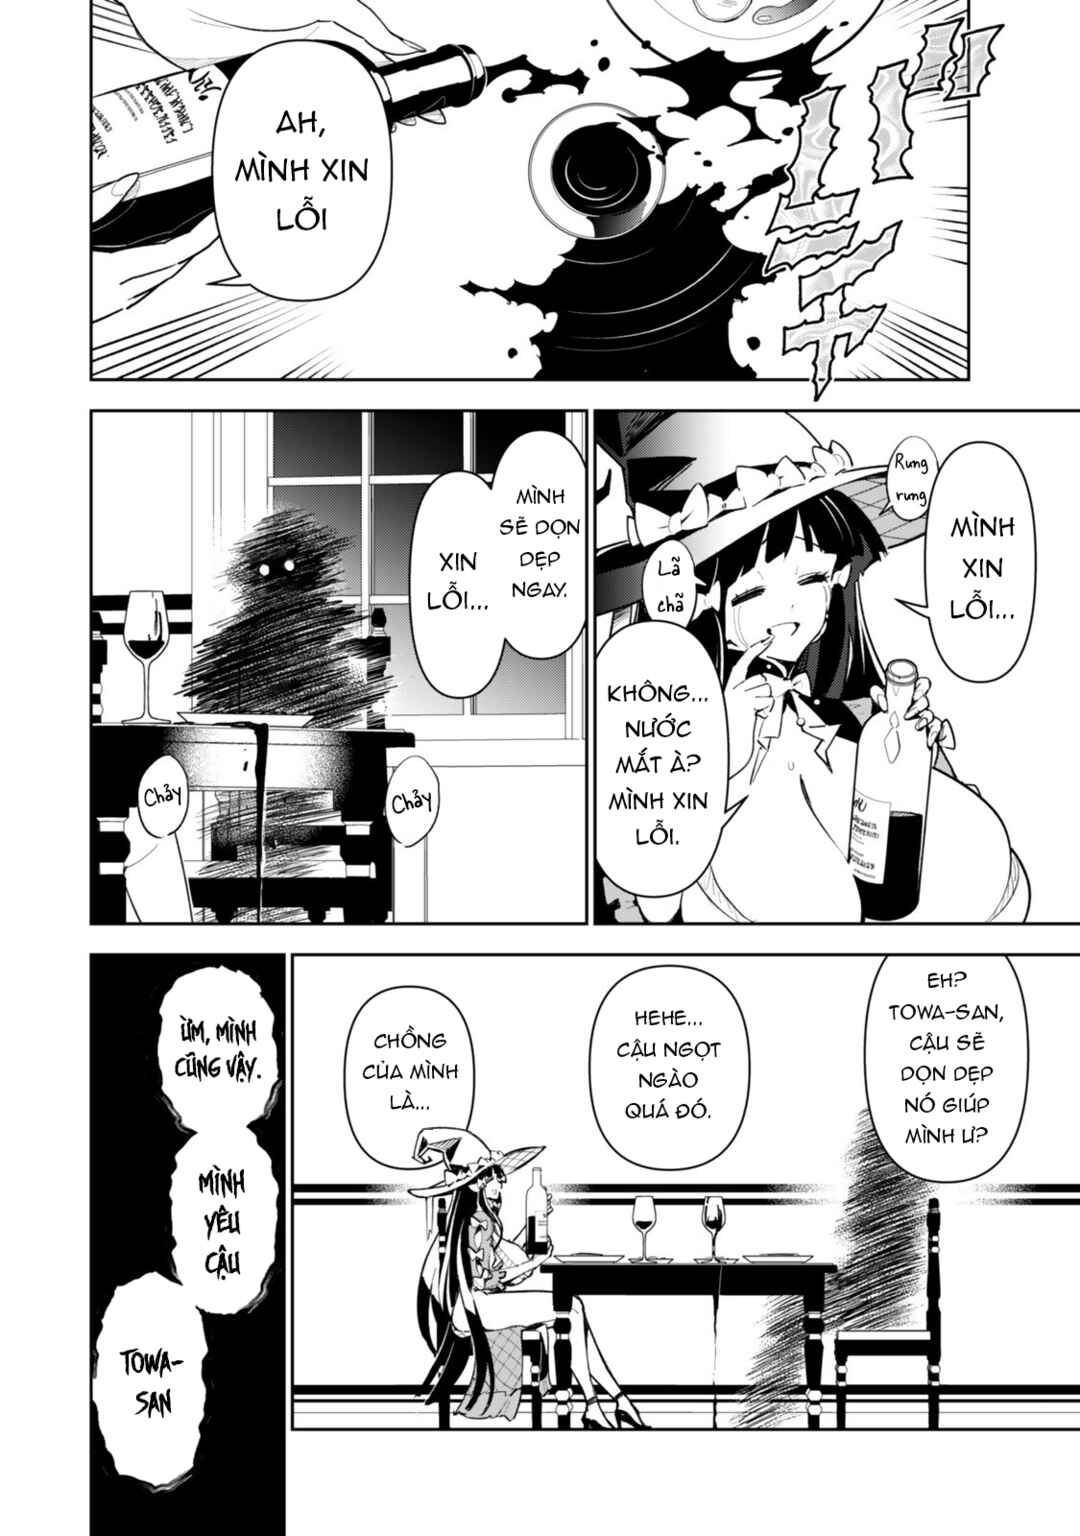 AH,
MÌNH XIN
LỖI
MÌNH
XIN
LỖI...
Rung
rung
Lã
chã
KHÔNG...
NƯỚC
MẮT À?
MÌNH XIN
LỖI.
MÌNH
SẼ DỌN
DẸP
NGAY.
XIN
LỖI...
Chảy
Chảy
EH?
TOWA-SAN,
CẬU SẼ
DỌN DẸP
NÓ GIÚP
MÌNH Ư?
HEHE...
CẬU NGỌT
NGÀO
QUÁ ĐÓ.
CHỒNG
CỦA MÌNH
LÀ...
ỪM, MÌNH
CŨNG VẬY.
MÌNH
YÊU
CẬU
TOWA-
SAN